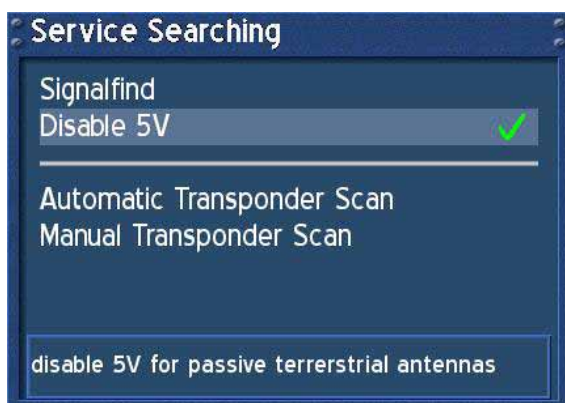 Service Searching
Signalfind
Disable 5V
Automatic Transponder Scan
Manual Transponder Scan
disable 5V for passive terrerstrial antennas